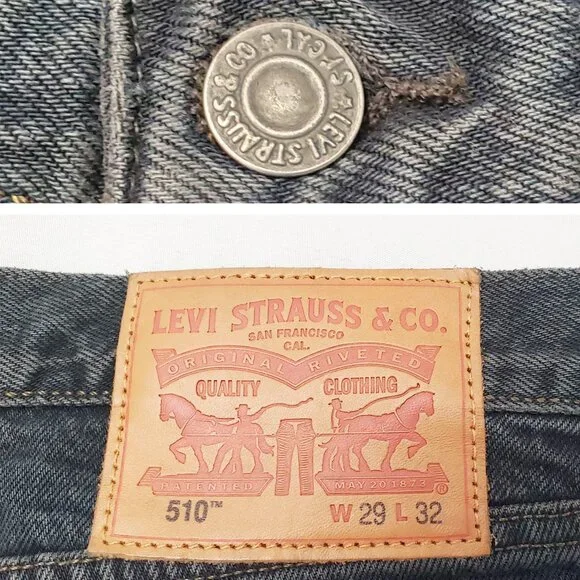 LEVI STRAUSS & CO S.F. CAL
LEVI STRAUSS & CO.
SAN FRANCISCO
CAL.
ORIGINAL RIVETED
QUALITY CLOTHING
PATENTED MAY 20 1873
510™ W 29 L 32